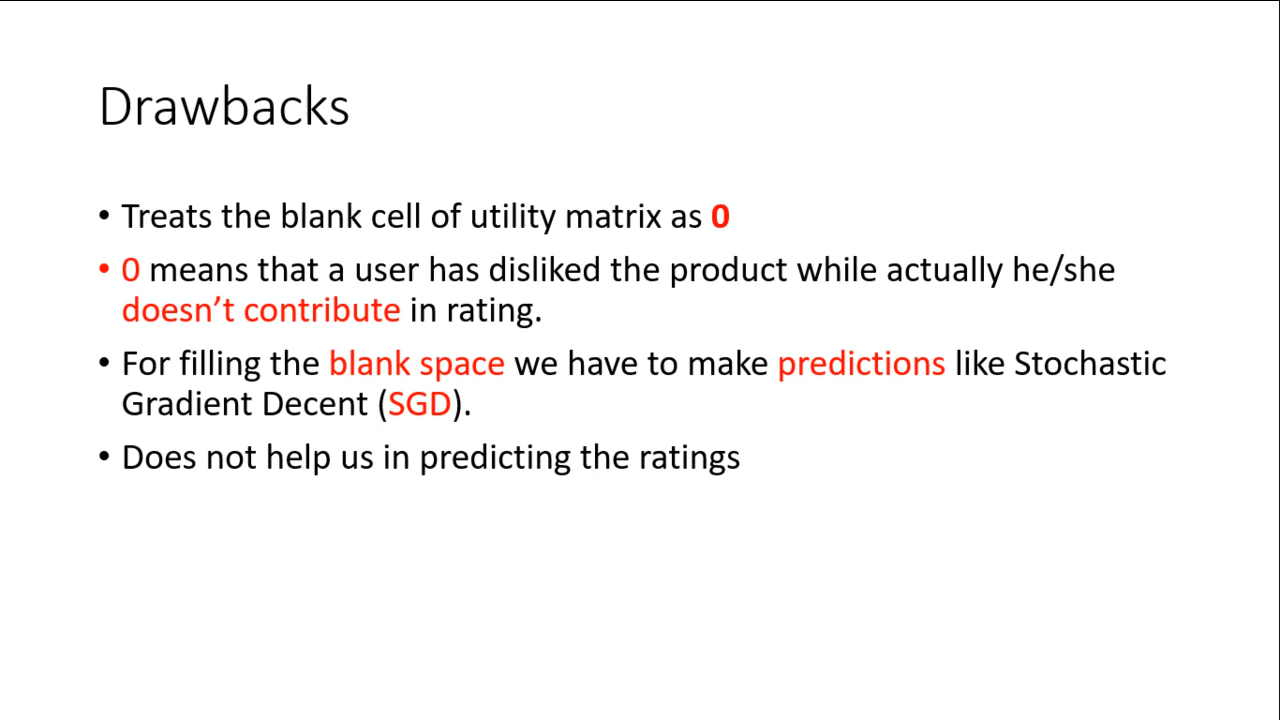 Drawbacks
• Treats the blank cell of utility matrix as 0
• 0 means that a user has disliked the product while actually he/she
doesn’t contribute in rating.
• For filling the blank space we have to make predictions like Stochastic
Gradient Decent (SGD).
• Does not help us in predicting the ratings